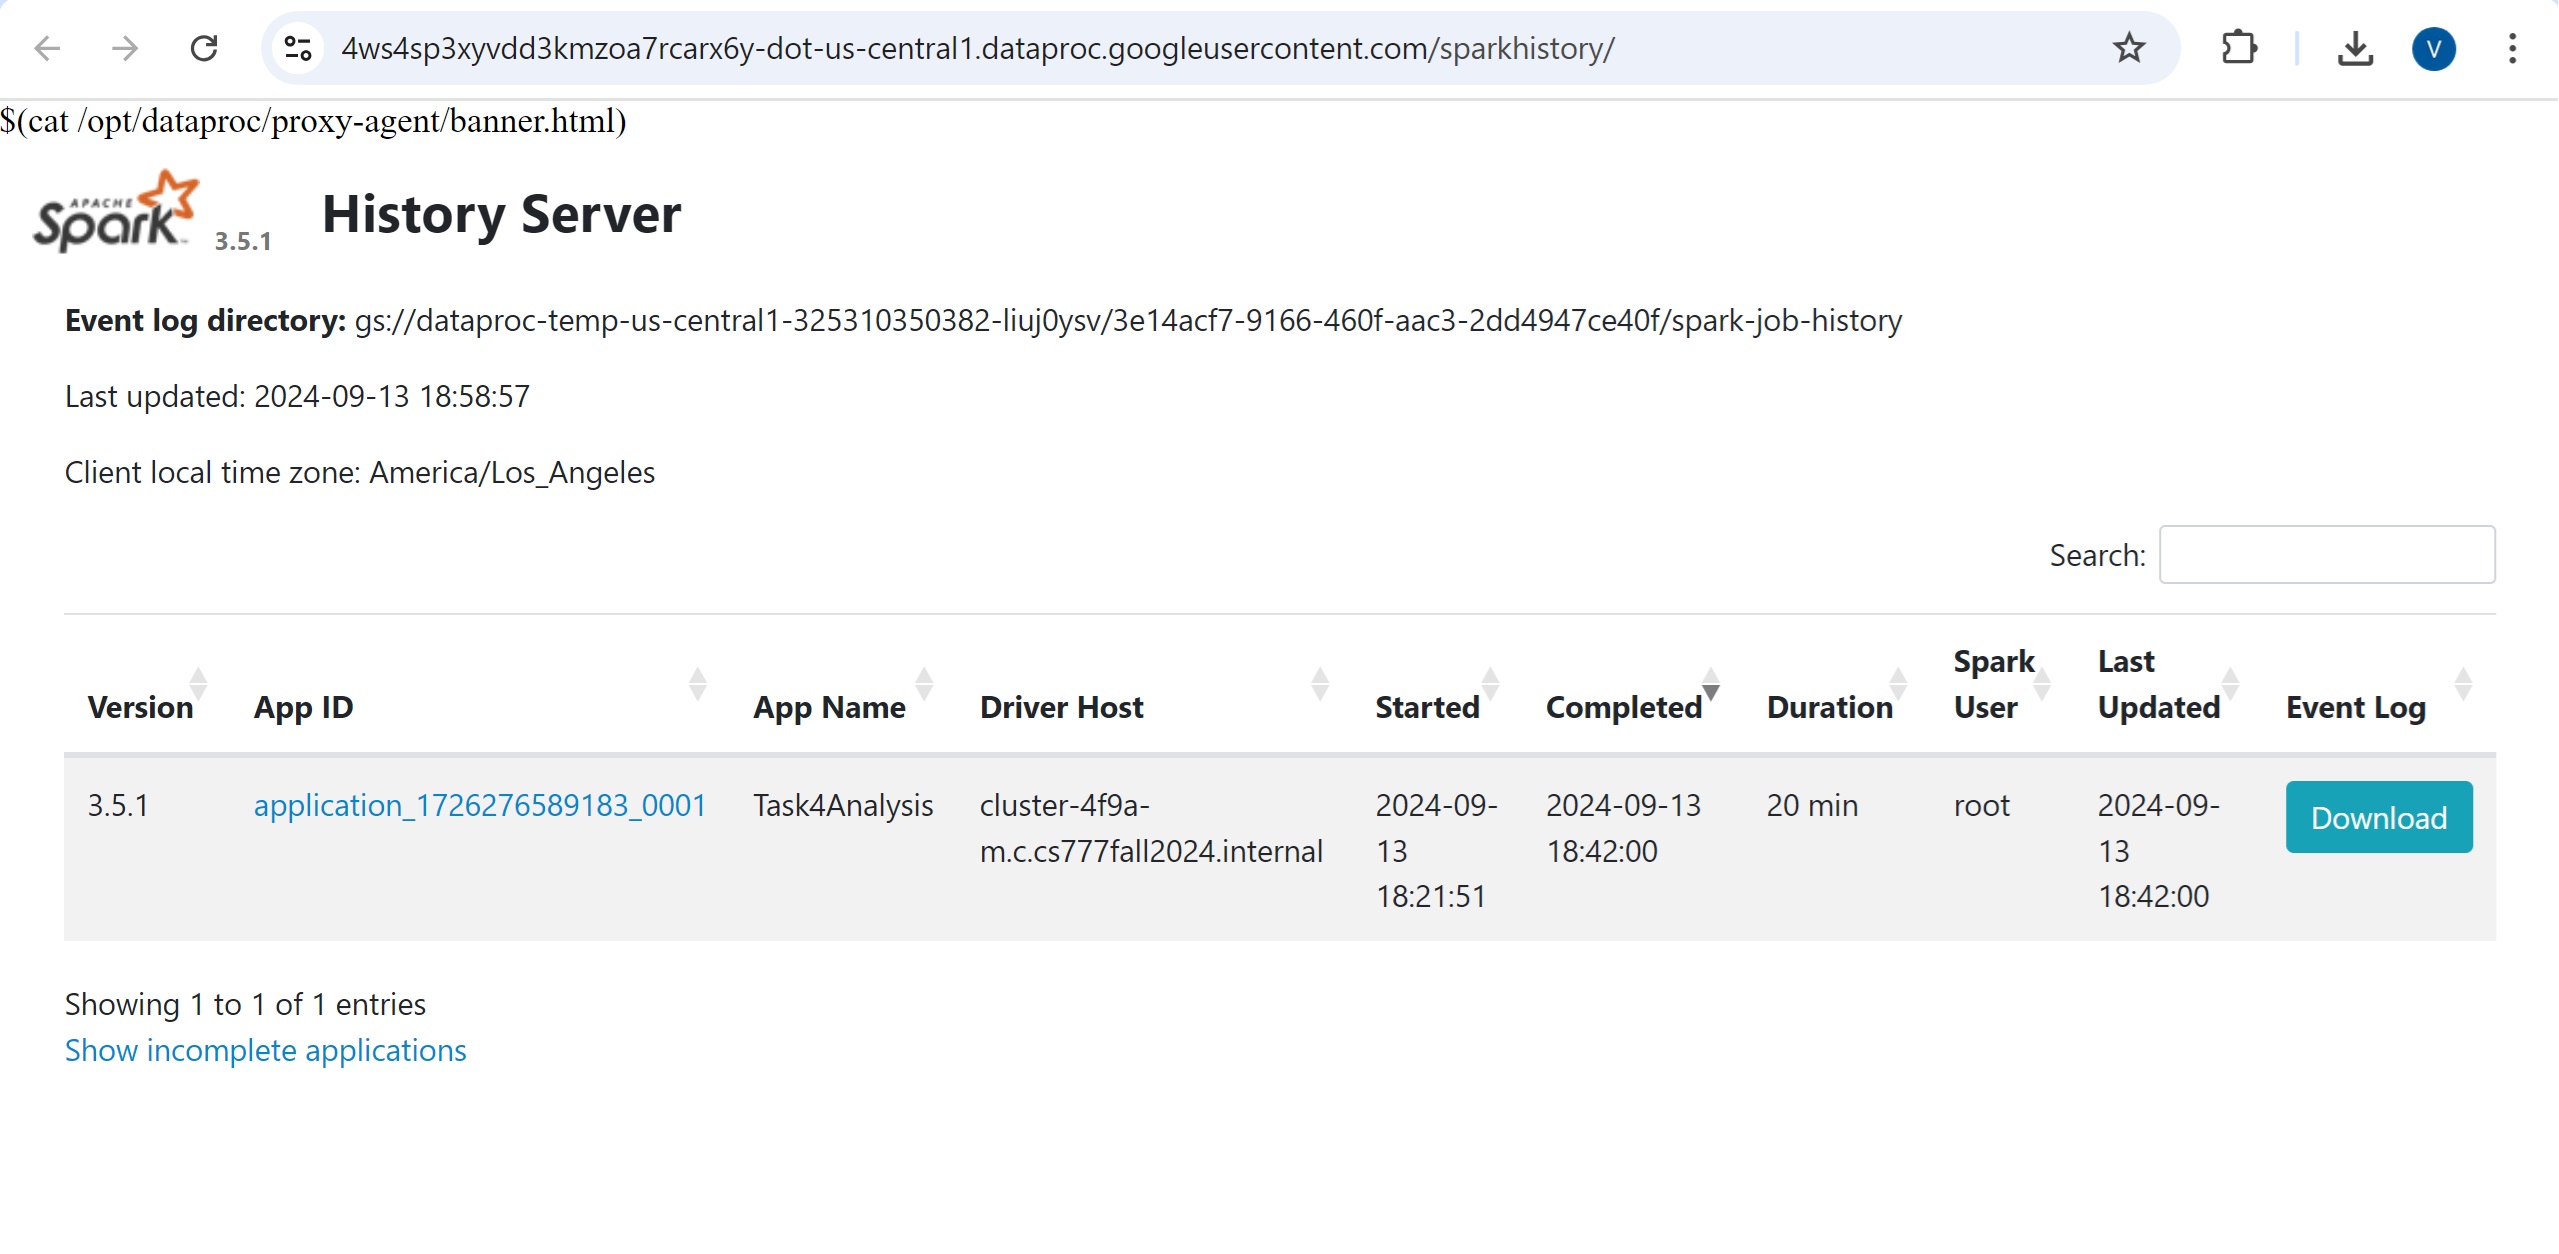 4ws4sp3xyvdd3kmzoa7rcarx6y-dot-us-central1.dataproc.googleusercontent.com/sparkhistory/
V
$(cat /opt/dataproc/proxy-agent/banner.html)
APACHE
Spark™ 3.5.1 History Server
Event log directory: gs://dataproc-temp-us-central1-325310350382-liuj0ysv/3e14acf7-9166-460f-aac3-2dd4947ce40f/spark-job-history
Last updated: 2024-09-13 18:58:57
Client local time zone: America/Los_Angeles
Search:
Version App ID App Name Driver Host Started Completed Duration Spark User Last Updated Event Log
3.5.1 application_1726276589183_0001 Task4Analysis cluster-4f9a- 2024-09- 2024-09-13 20 min root 2024-09- Download
m.c.cs777fall2024.internal 13 18:42:00 13
18:21:51 18:42:00
Showing 1 to 1 of 1 entries
Show incomplete applications